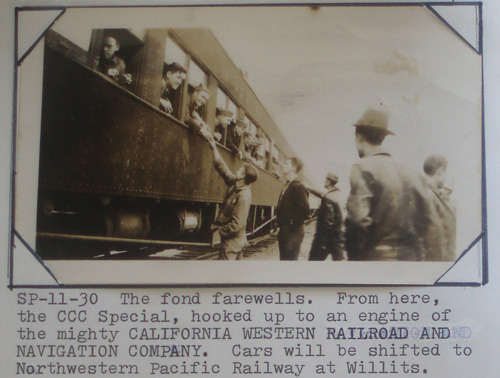 SP-11-30  The fond farewells.  From here,
the CCC Special, hooked up to an engine of
the mighty CALIFORNIA WESTERN RAILROAD AND
NAVIGATION COMPANY.  Cars will be shifted to
Northwestern Pacific Railway at Willits.